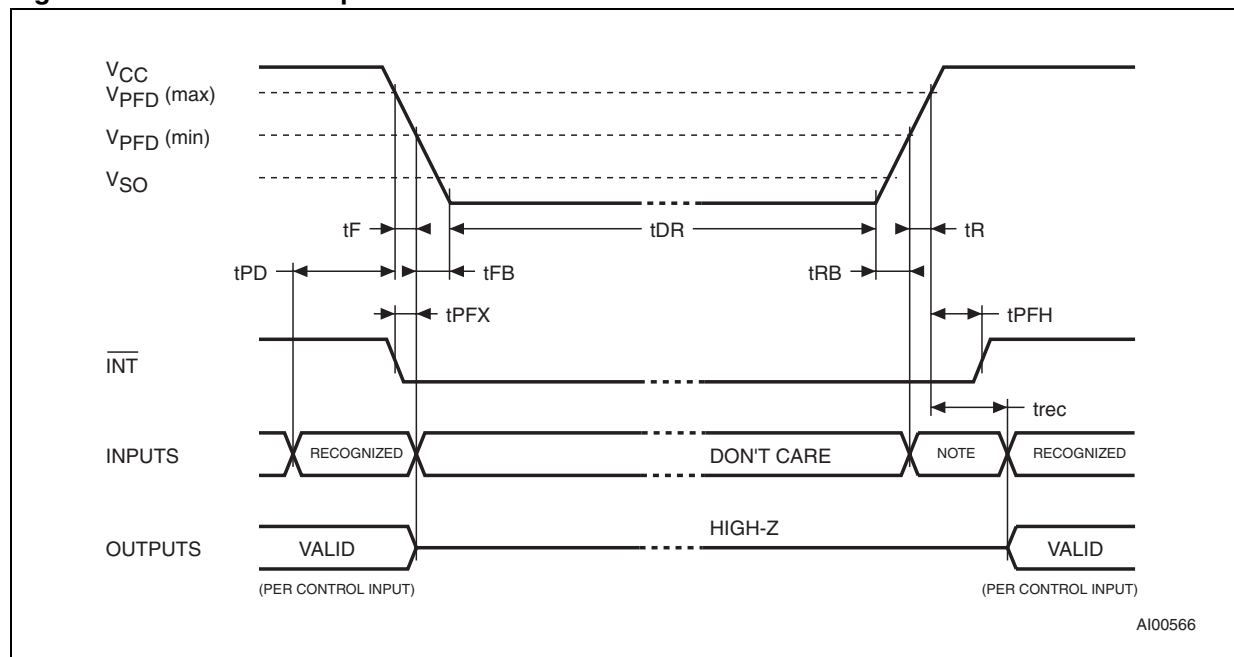 VCC
VPFD (max)
VPFD (min)
VSO
tF
tDR
tR
tPD
tFB
tRB
tPFX
tPFH
INT
trec
INPUTS
RECOGNIZED
DON'T CARE
NOTE
RECOGNIZED
HIGH-Z
OUTPUTS
VALID
VALID
(PER CONTROL INPUT)
(PER CONTROL INPUT)
AI00566